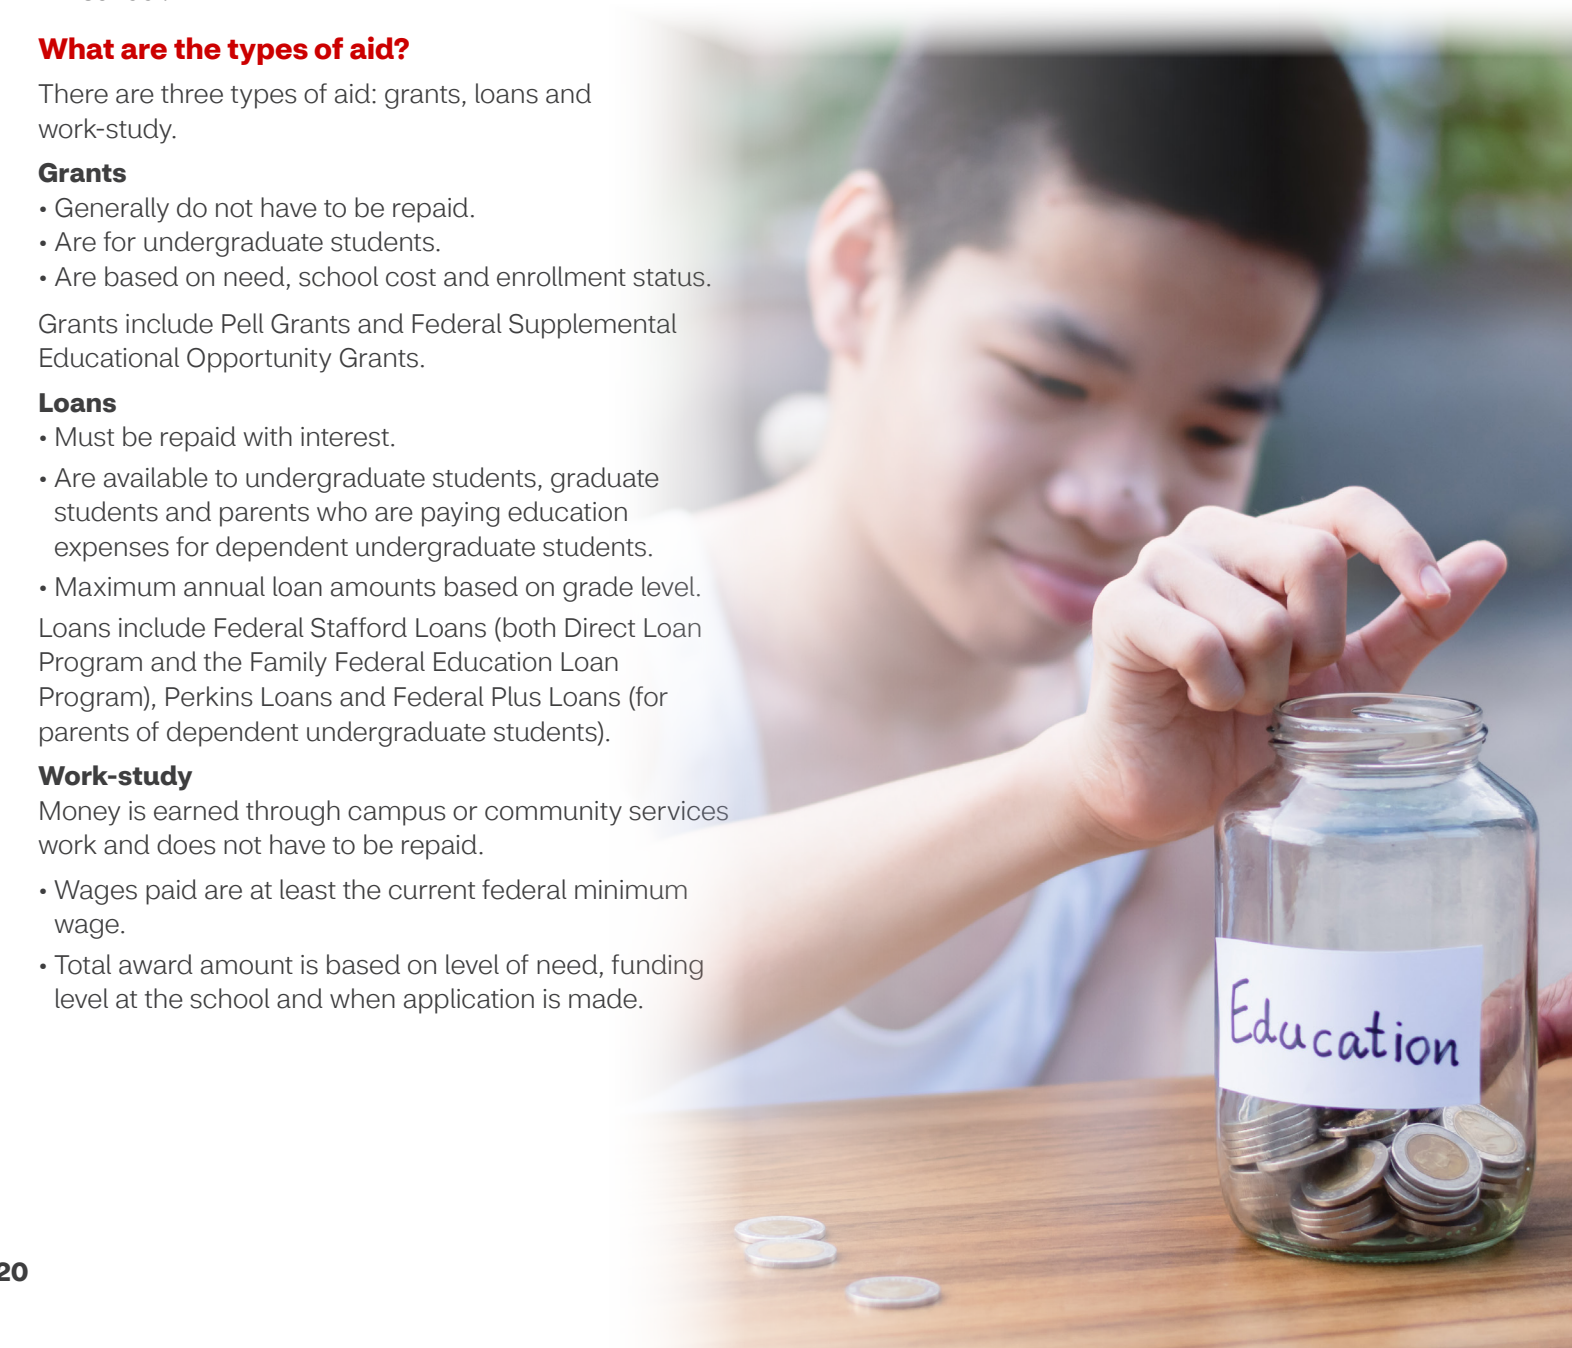 What are the types of aid?
There are three types of aid: grants, loans and
work-study.
Grants
• Generally do not have to be repaid.
• Are for undergraduate students.
• Are based on need, school cost and enrollment status.
Grants include Pell Grants and Federal Supplemental
Educational Opportunity Grants.
Loans
• Must be repaid with interest.
• Are available to undergraduate students, graduate
students and parents who are paying education
expenses for dependent undergraduate students.
• Maximum annual loan amounts based on grade level.
Loans include Federal Stafford Loans (both Direct Loan
Program and the Family Federal Education Loan
Program), Perkins Loans and Federal Plus Loans (for
parents of dependent undergraduate students).
Work-study
Money is earned through campus or community services
work and does not have to be repaid.
• Wages paid are at least the current federal minimum
wage.
• Total award amount is based on level of need, funding
level at the school and when application is made.
Education
20